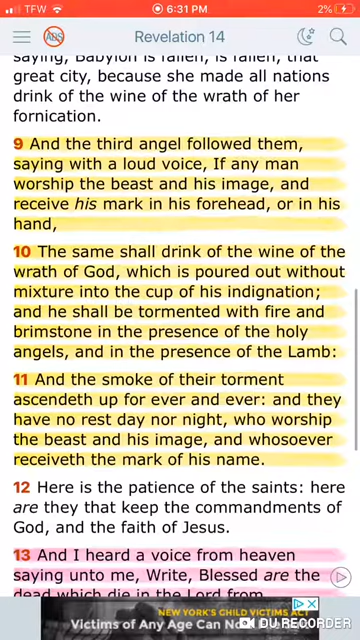 TFW
6:31 PM
2%
ADS
Revelation 14
saying, Babylon is fallen, is fallen, that
great city, because she made all nations
drink of the wine of the wrath of her
fornication.
9 And the third angel followed them,
saying with a loud voice, If any man
worship the beast and his image, and
receive his mark in his forehead, or in his
hand,
10 The same shall drink of the wine of the
wrath of God, which is poured out without
mixture into the cup of his indignation;
and he shall be tormented with fire and
brimstone in the presence of the holy
angels, and in the presence of the Lamb:
11 And the smoke of their torment
ascendeth up for ever and ever: and they
have no rest day nor night, who worship
the beast and his image, and whosoever
receiveth the mark of his name.
12 Here is the patience of the saints: here
are they that keep the commandments of
God, and the faith of Jesus.
13 And I heard a voice from heaven
saying unto me, Write, Blessed are the
dead which die in the Lord from
NEW YORK'S CHILD VICTIMS ACT
Victims of Any Age Can No
DU RECORDER